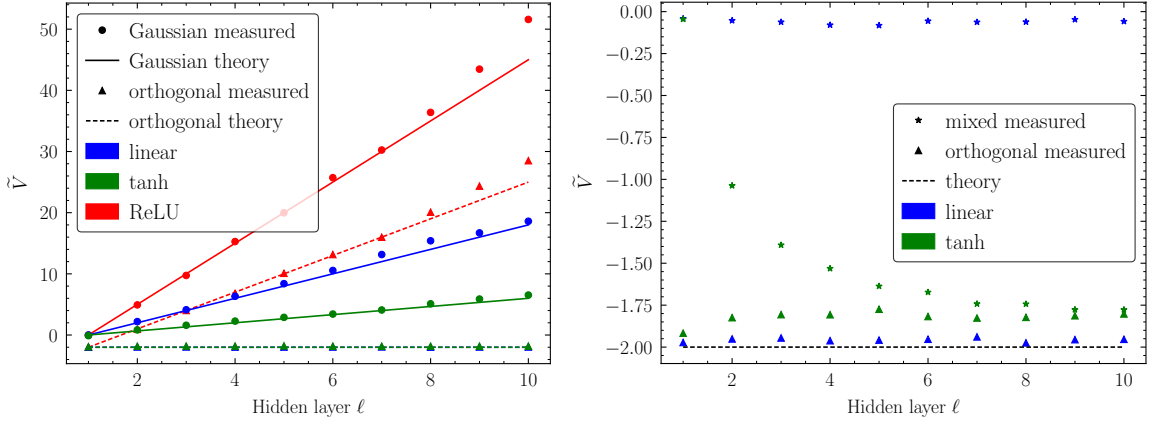 50
40
30
20
10
0
Ṽ
Gaussian measured
Gaussian theory
orthogonal measured
orthogonal theory
linear
tanh
ReLU
2 4 6 8 10
Hidden layer ℓ
0.00
−0.25
−0.50
−0.75
−1.00
−1.25
−1.50
−1.75
−2.00
Ṽ
mixed measured
orthogonal measured
theory
linear
tanh
2 4 6 8 10
Hidden layer ℓ